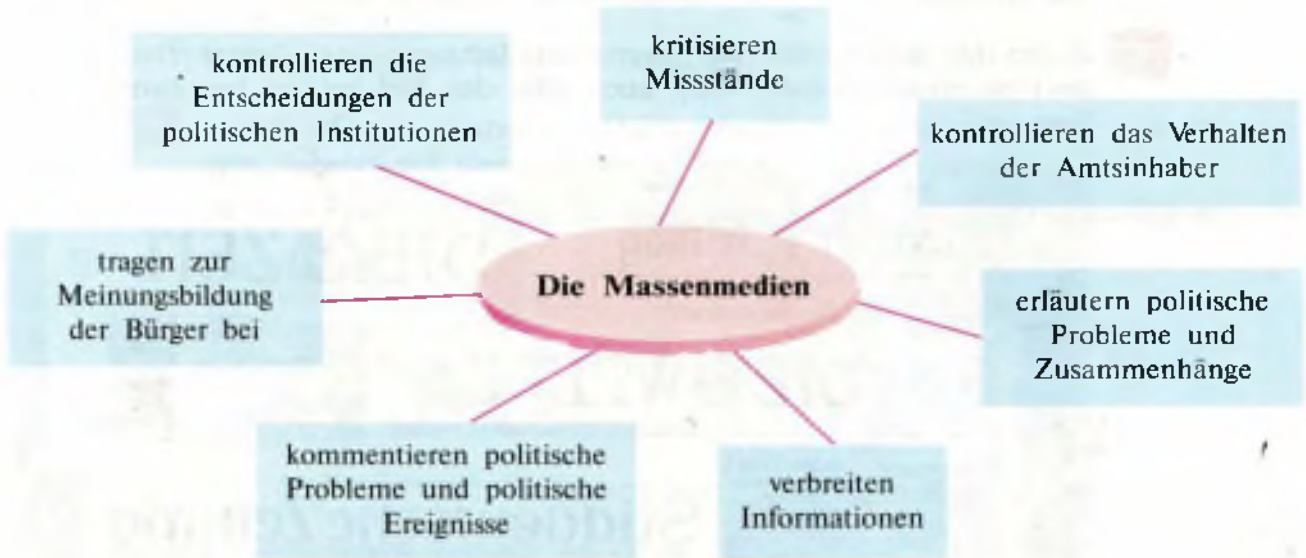 kontrollieren die
Entscheidungen der
politischen Institutionen
kritisieren
Missstände
kontrollieren das Verhalten
der Amtsinhaber
tragen zur
Meinungsbildung
der Bürger bei
Die Massenmedien
erläutern politische
Probleme und
Zusammenhänge
kommentieren politische
Probleme und politische
Ereignisse
verbreiten
Informationen